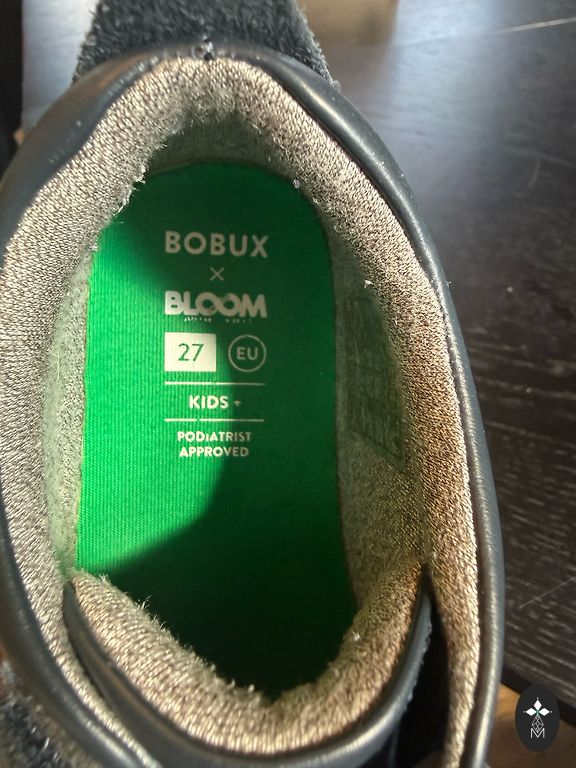 BOBUX
×
BLOOM
27 EU
KIDS +
PODIATRIST
APPROVED